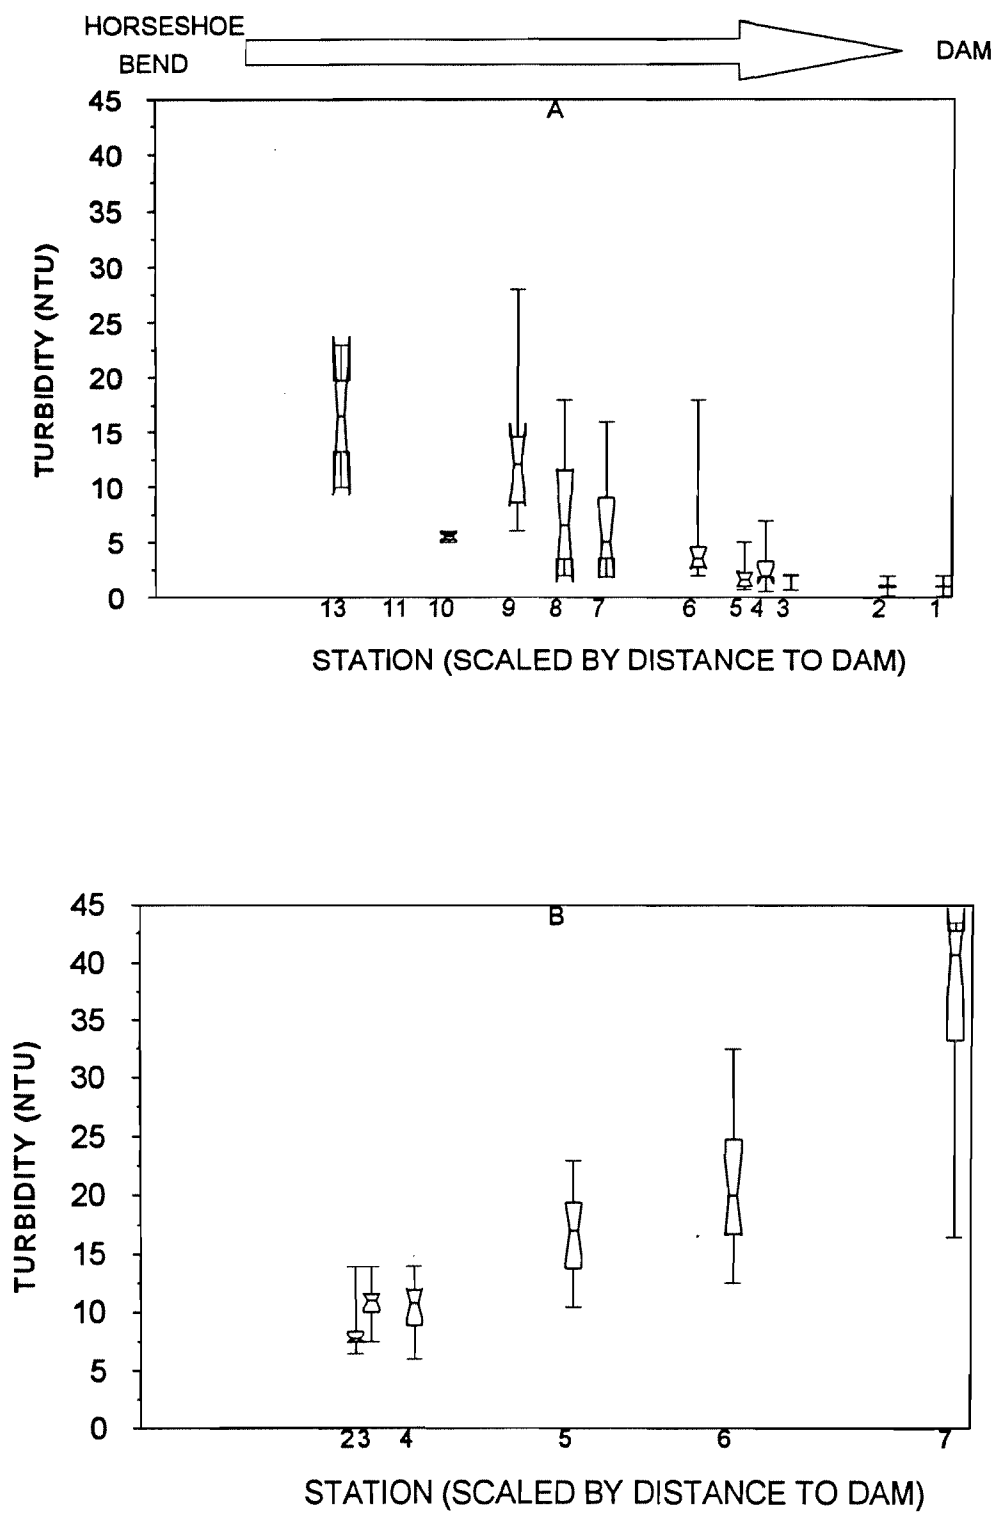 HORSESHOE
BEND
DAM
A
45
40
35
30
25
20
15
10
5
0
TURBIDITY (NTU)
13 11 10 9 8 7 6 5 4 3 2 1
STATION (SCALED BY DISTANCE TO DAM)
B
45
40
35
30
25
20
15
10
5
0
TURBIDITY (NTU)
2 3 4 5 6 7
STATION (SCALED BY DISTANCE TO DAM)